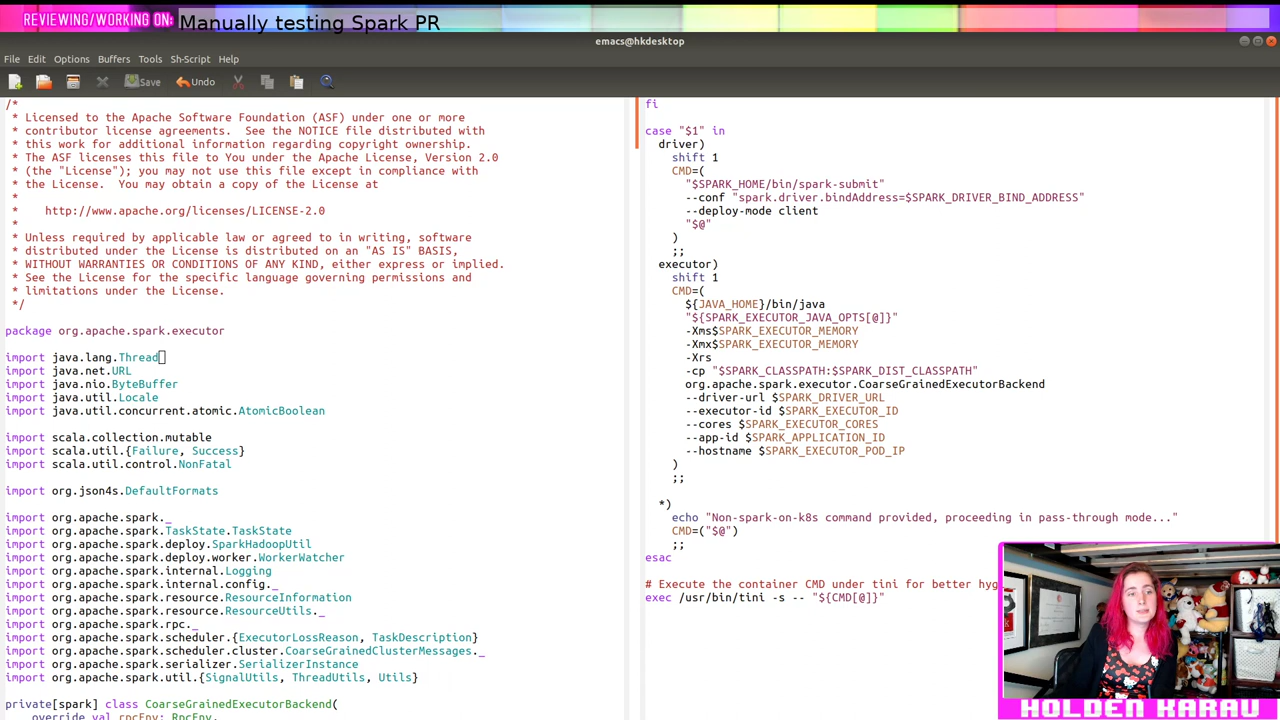 REVIEWING/WORKING ON: Manually testing Spark PR
emacs@hkdesktop
File Edit Options Buffers Tools Sh-Script Help
Save Undo
/*
* Licensed to the Apache Software Foundation (ASF) under one or more
* contributor license agreements.  See the NOTICE file distributed with
* this work for additional information regarding copyright ownership.
* The ASF licenses this file to You under the Apache License, Version 2.0
* (the "License"); you may not use this file except in compliance with
* the License.  You may obtain a copy of the License at
*
*    http://www.apache.org/licenses/LICENSE-2.0
*
* Unless required by applicable law or agreed to in writing, software
* distributed under the License is distributed on an "AS IS" BASIS,
* WITHOUT WARRANTIES OR CONDITIONS OF ANY KIND, either express or implied.
* See the License for the specific language governing permissions and
* limitations under the License.
*/
package org.apache.spark.executor
import java.lang.Thread
import java.net.URL
import java.nio.ByteBuffer
import java.util.Locale
import java.util.concurrent.atomic.AtomicBoolean
import scala.collection.mutable
import scala.util.{Failure, Success}
import scala.util.control.NonFatal
import org.json4s.DefaultFormats
import org.apache.spark._
import org.apache.spark.TaskState.TaskState
import org.apache.spark.deploy.SparkHadoopUtil
import org.apache.spark.deploy.worker.WorkerWatcher
import org.apache.spark.internal.Logging
import org.apache.spark.internal.config._
import org.apache.spark.resource.ResourceInformation
import org.apache.spark.resource.ResourceUtils._
import org.apache.spark.rpc._
import org.apache.spark.scheduler.{ExecutorLossReason, TaskDescription}
import org.apache.spark.scheduler.cluster.CoarseGrainedClusterMessages._
import org.apache.spark.serializer.SerializerInstance
import org.apache.spark.util.{SignalUtils, ThreadUtils, Utils}
private[spark] class CoarseGrainedExecutorBackend(
override val rpcEnv: RpcEnv,
fi
case "$1" in
driver)
shift 1
CMD=(
"$SPARK_HOME/bin/spark-submit"
--conf "spark.driver.bindAddress=$SPARK_DRIVER_BIND_ADDRESS"
--deploy-mode client
"$@"
)
;;
executor)
shift 1
CMD=(
${JAVA_HOME}/bin/java
"${SPARK_EXECUTOR_JAVA_OPTS[@]}"
-Xms$SPARK_EXECUTOR_MEMORY
-Xmx$SPARK_EXECUTOR_MEMORY
-Xrs
-cp "$SPARK_CLASSPATH:$SPARK_DIST_CLASSPATH"
org.apache.spark.executor.CoarseGrainedExecutorBackend
--driver-url $SPARK_DRIVER_URL
--executor-id $SPARK_EXECUTOR_ID
--cores $SPARK_EXECUTOR_CORES
--app-id $SPARK_APPLICATION_ID
--hostname $SPARK_EXECUTOR_POD_IP
)
;;
*)
echo "Non-spark-on-k8s command provided, proceeding in pass-through mode..."
CMD=("$@")
;;
esac
# Execute the container CMD under tini for better hyg
exec /usr/bin/tini -s -- "${CMD[@]}"
HOLDEN KARAU